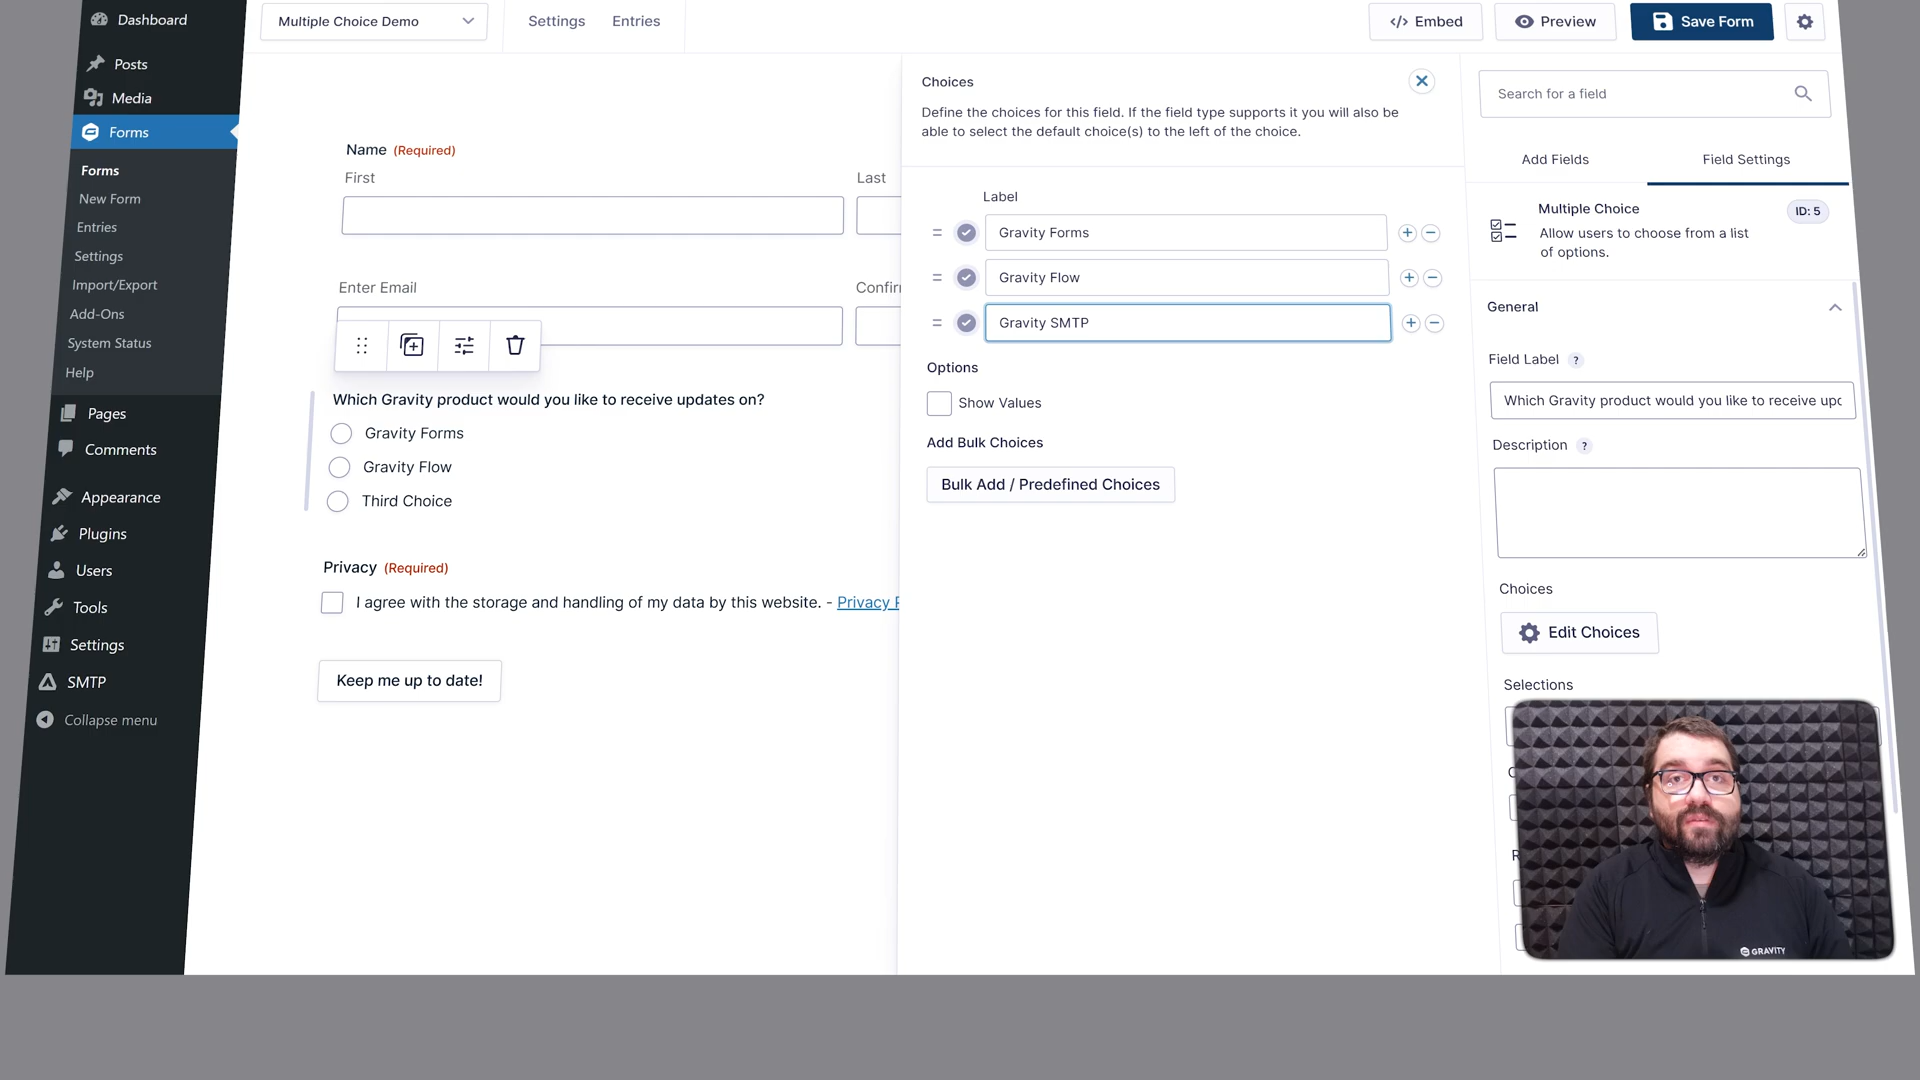 Dashboard
Posts
Media
Forms
Forms
New Form
Entries
Settings
Import/Export
Add-Ons
System Status
Help
Pages
Comments
Appearance
Plugins
Users
Tools
Settings
SMTP
Collapse menu
Multiple Choice Demo
Settings
Entries
</> Embed
Preview
Save Form
Name (Required)
First
Last
Enter Email
Confirm
Which Gravity product would you like to receive updates on?
Gravity Forms
Gravity Flow
Third Choice
Privacy (Required)
I agree with the storage and handling of my data by this website. - Privacy P
Keep me up to date!
Choices
Define the choices for this field. If the field type supports it you will also be
able to select the default choice(s) to the left of the choice.
Label
Gravity Forms
Gravity Flow
Gravity SMTP
Options
Show Values
Add Bulk Choices
Bulk Add / Predefined Choices
Search for a field
Add Fields
Field Settings
Multiple Choice
ID: 5
Allow users to choose from a list
of options.
General
Field Label ?
Which Gravity product would you like to receive upd
Description ?
Choices
Edit Choices
Selections
GRAVITY